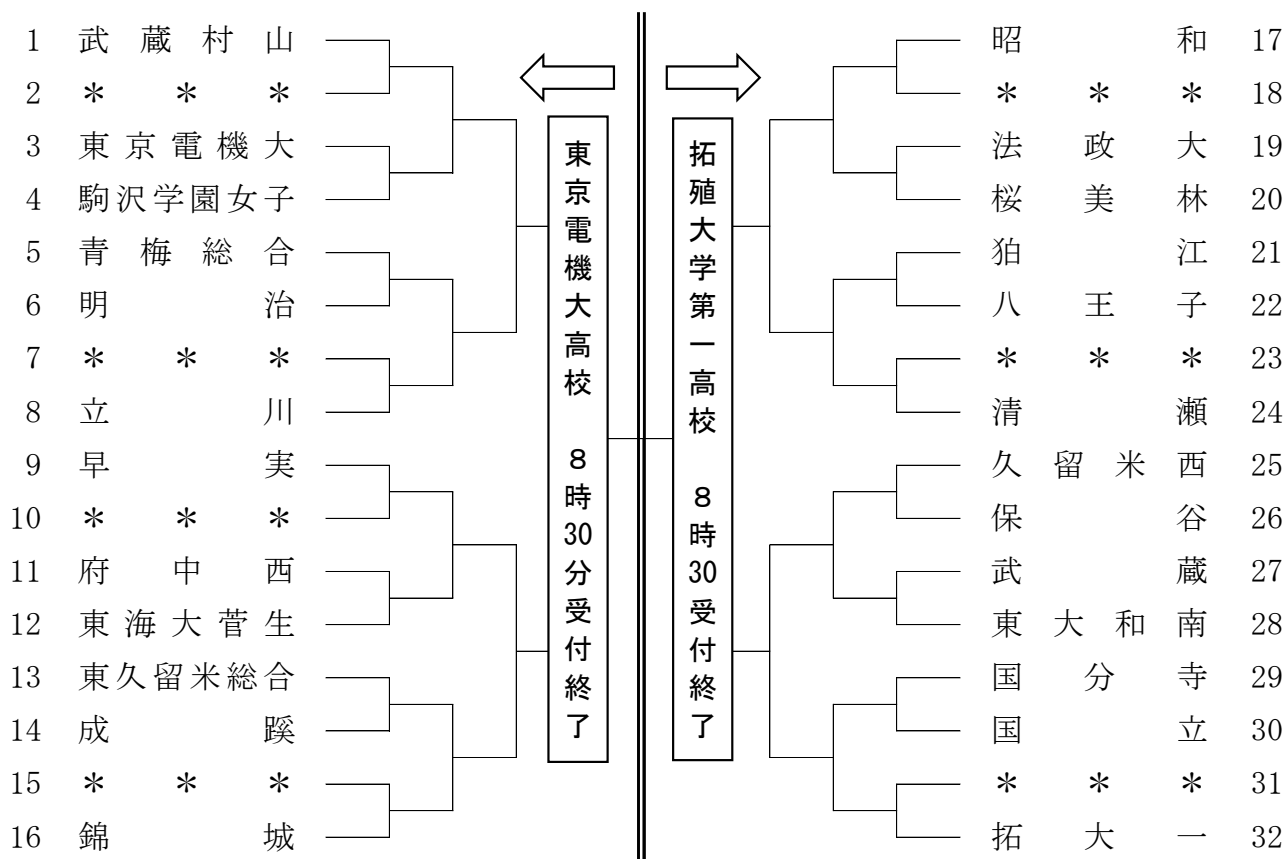 1 武蔵村山
2 ＊＊＊
3 東京電機大
4 駒沢学園女子
5 青梅総合
6 明治
7 ＊＊＊
8 立川
9 早実
10 ＊＊＊
11 府中西
12 東海大菅生
13 東久留米総合
14 成蹊
15 ＊＊＊
16 錦城
東京電機大高校　８時30分受付終了
拓殖大学第一高校　８時30受付終了
昭和 17
＊＊＊ 18
法政大 19
桜美林 20
狛江 21
八王子 22
＊＊＊ 23
清瀬 24
久留米西 25
保谷 26
武蔵 27
東大和南 28
国分寺 29
国立 30
＊＊＊ 31
拓大一 32